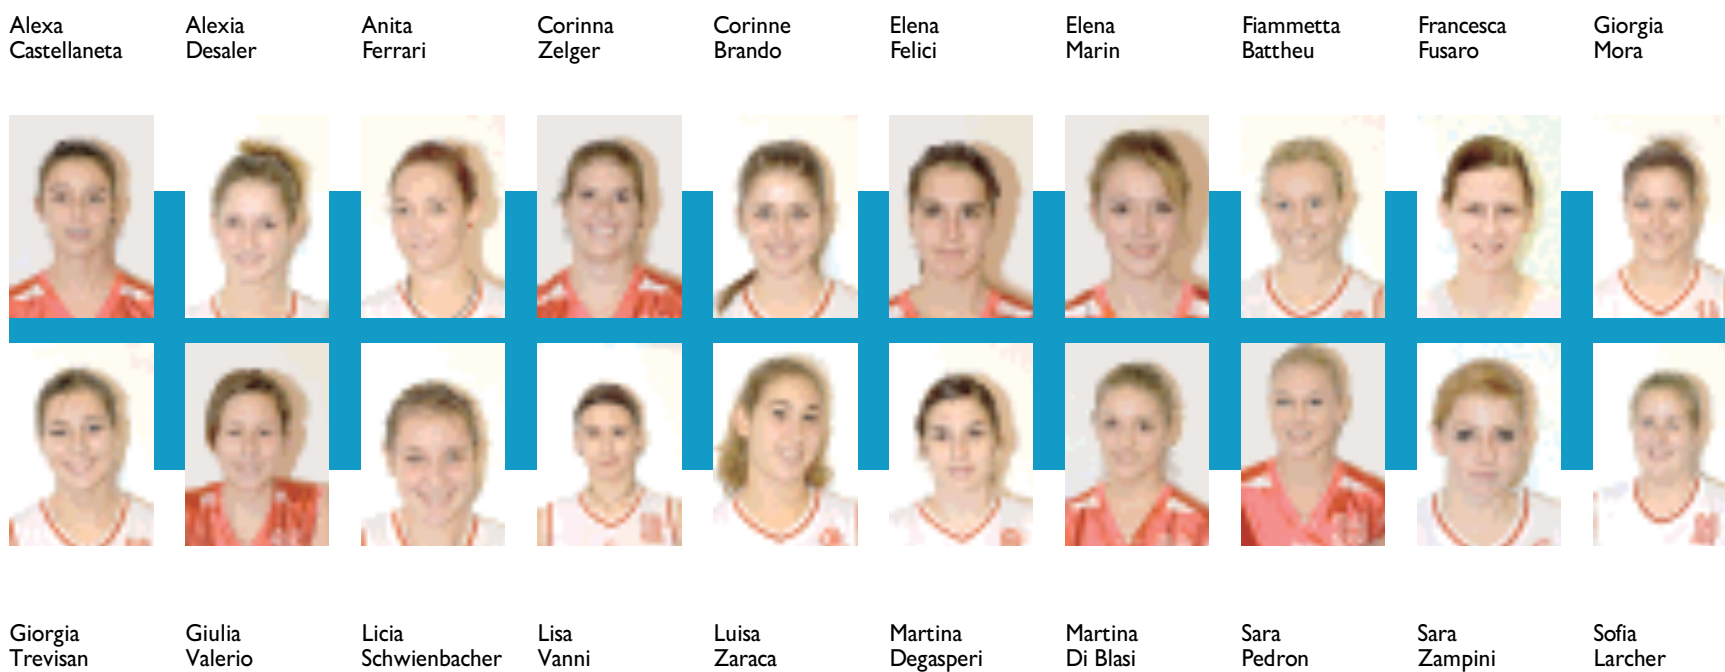 Alexa
Castellaneta
Alexia
Desaler
Anita
Ferrari
Corinna
Zelger
Corinne
Brando
Elena
Felici
Elena
Marin
Fiammetta
Battheu
Francesca
Fusaro
Giorgia
Mora
Giorgia
Trevisan
Giulia
Valerio
Licia
Schwienbacher
Lisa
Vanni
Luisa
Zaraca
Martina
Degasperi
Martina
Di Blasi
Sara
Pedron
Sara
Zampini
Sofia
Larcher